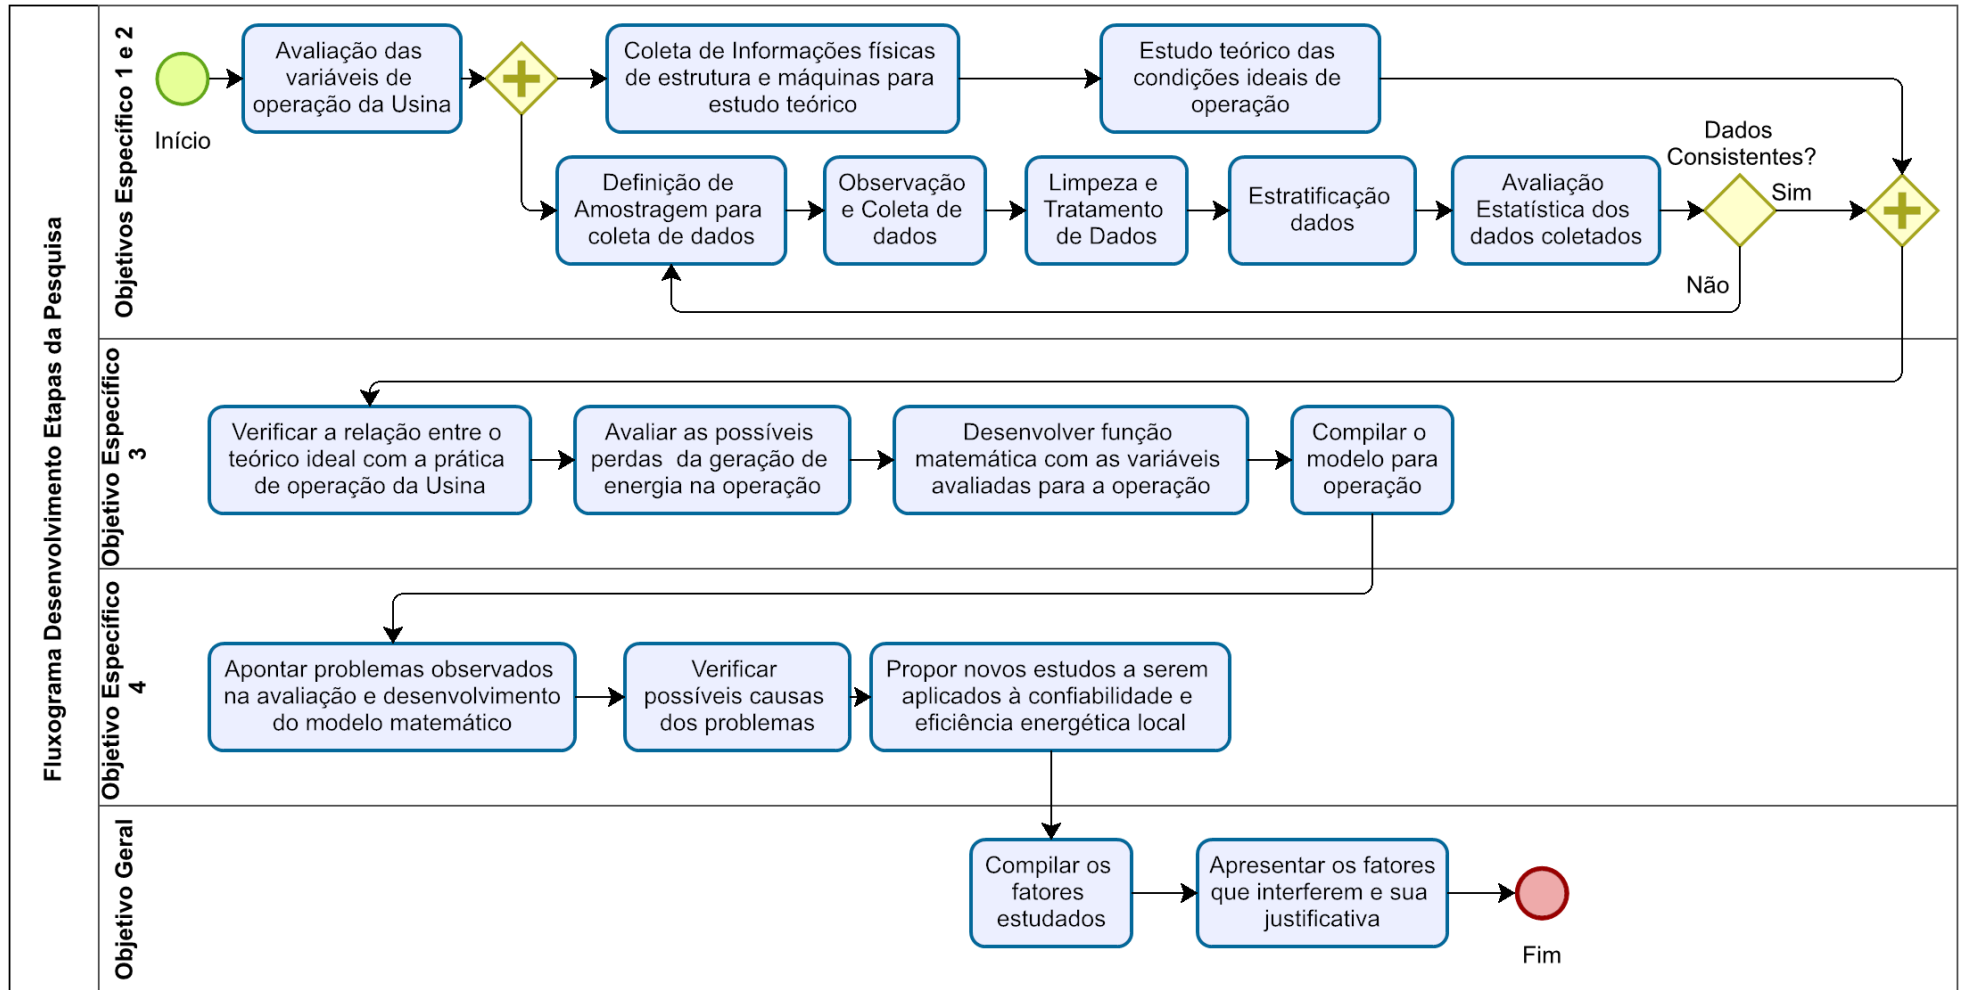 Fluxograma Desenvolvimento Etapas da Pesquisa
Objetivos Específico 1 e 2
Início
Avaliação das
variáveis de
operação da Usina
Coleta de Informações físicas
de estrutura e máquinas para
estudo teórico
Estudo teórico das
condições ideais de
operação
Definição de
Amostragem para
coleta de dados
Observação
e Coleta de
dados
Limpeza e
Tratamento
de Dados
Estratificação
dados
Avaliação
Estatística dos
dados coletados
Dados
Consistentes?
Sim
Não
Objetivo Específico
3
Verificar a relação entre o
teórico ideal com a prática
de operação da Usina
Avaliar as possíveis
perdas  da geração de
energia na operação
Desenvolver função
matemática com as variáveis
avaliadas para a operação
Compilar o
modelo para
operação
Objetivo Específico
4
Apontar problemas observados
na avaliação e desenvolvimento
do modelo matemático
Verificar
possíveis causas
dos problemas
Propor novos estudos a serem
aplicados à confiabilidade e
eficiência energética local
Objetivo Geral
Compilar os
fatores
estudados
Apresentar os fatores
que interferem e sua
justificativa
Fim